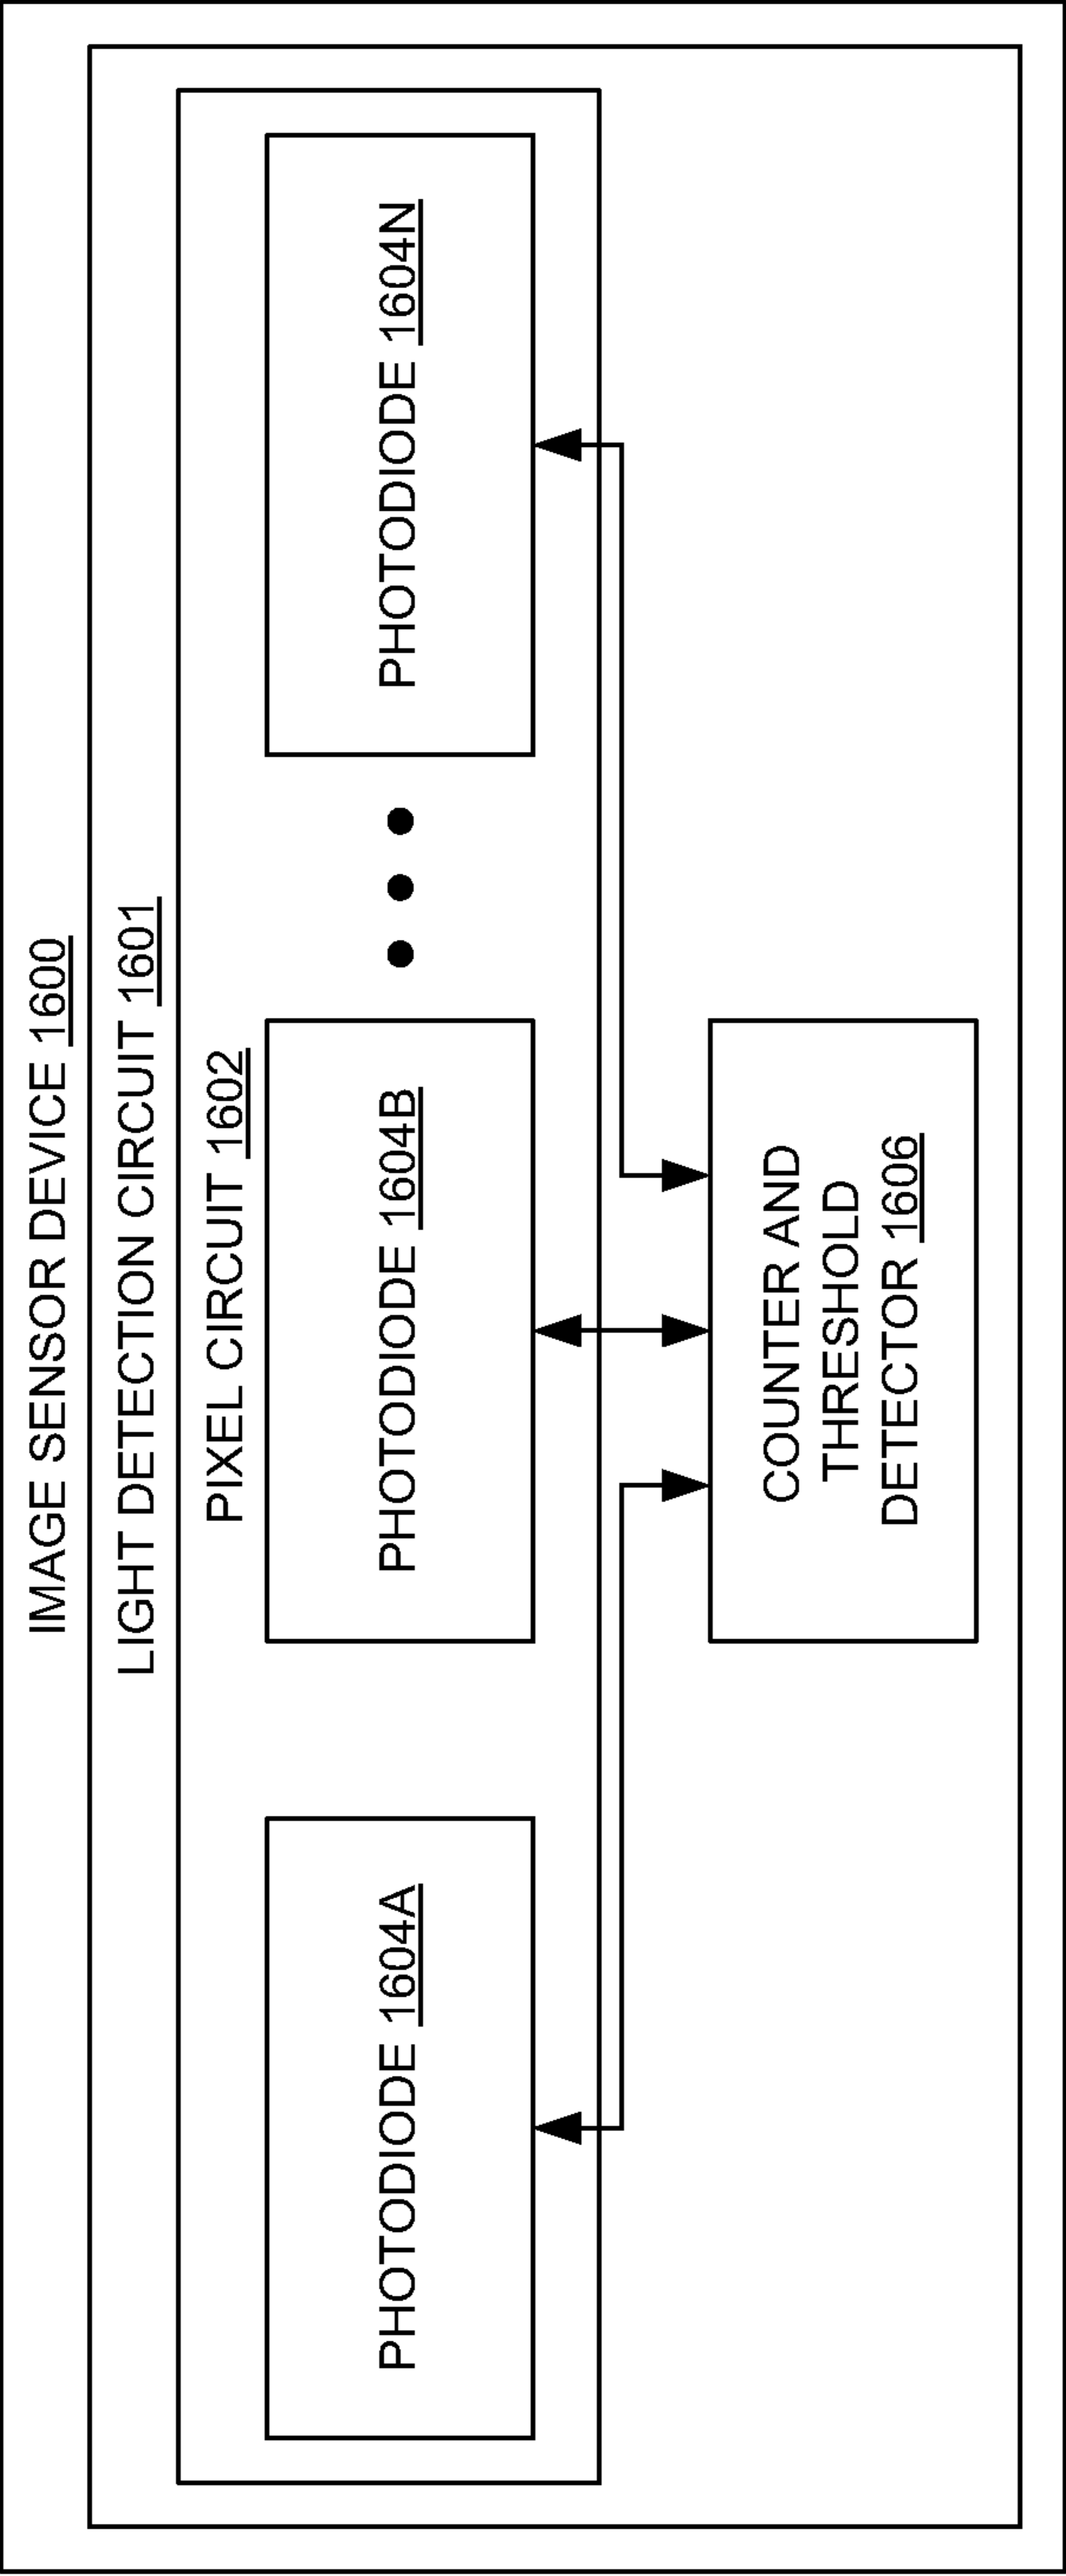 IMAGE SENSOR DEVICE 1600
LIGHT DETECTION CIRCUIT 1601
PIXEL CIRCUIT 1602
PHOTODIODE 1604A
PHOTODIODE 1604B
PHOTODIODE 1604N
COUNTER AND
THRESHOLD
DETECTOR 1606